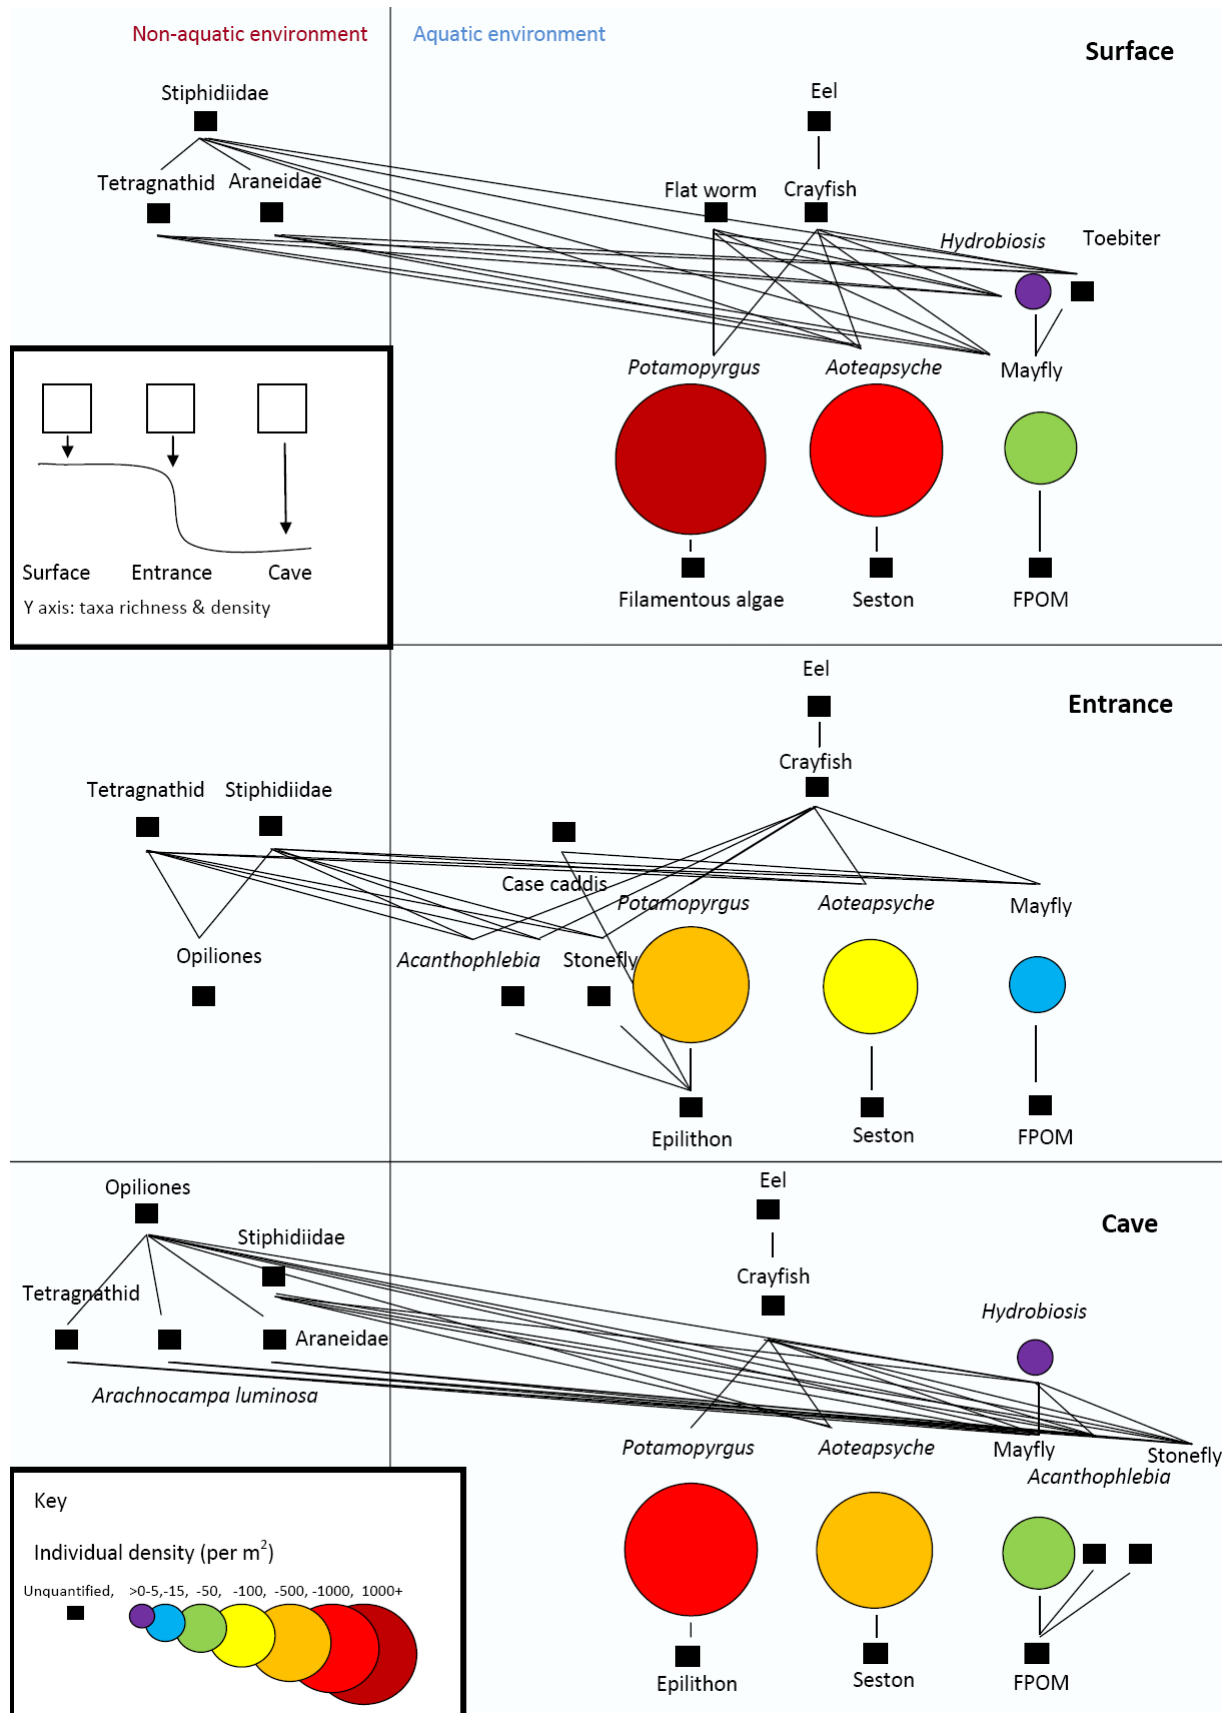 Non-aquatic environment
Aquatic environment
Surface
Stiphidiidae
Eel
Tetragnathid
Araneidae
Flat worm
Crayfish
Hydrobiosis
Toebiter
Potamopyrgus
Aoteapsyche
Mayfly
Filamentous algae
Seston
FPOM
Surface
Entrance
Cave
Y axis: taxa richness & density
Entrance
Eel
Crayfish
Tetragnathid
Stiphidiidae
Case caddis
Potamopyrgus
Aoteapsyche
Mayfly
Opiliones
Acanthophlebia
Stonefly
Epilithon
Seston
FPOM
Cave
Opiliones
Eel
Stiphidiidae
Crayfish
Tetragnathid
Hydrobiosis
Araneidae
Arachnocampa luminosa
Potamopyrgus
Aoteapsyche
Mayfly
Stonefly
Acanthophlebia
Epilithon
Seston
FPOM
Key
Individual density (per m²)
Unquantified, >0-5,-15, -50, -100, -500, -1000, 1000+